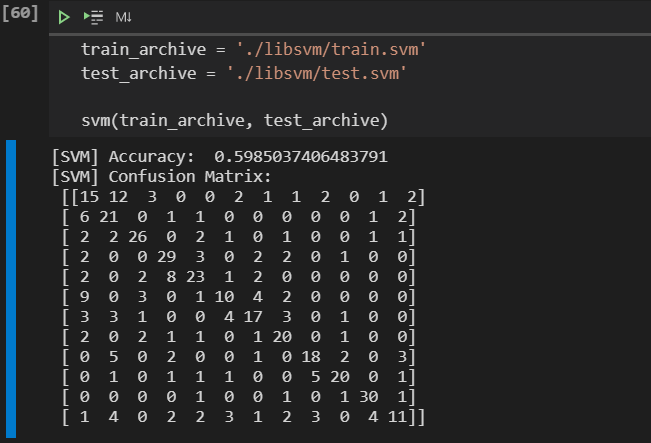 [60] M↓
train_archive = './libsvm/train.svm'
test_archive = './libsvm/test.svm'
svm(train_archive, test_archive)
[SVM] Accuracy:  0.5985037406483791
[SVM] Confusion Matrix:
[[15 12  3  0  0  2  1  1  2  0  1  2]
[ 6 21  0  1  1  0  0  0  0  0  1  2]
[ 2  2 26  0  2  1  0  1  0  0  1  1]
[ 2  0  0 29  3  0  2  2  0  1  0  0]
[ 2  0  2  8 23  1  2  0  0  0  0  0]
[ 9  0  3  0  1 10  4  2  0  0  0  0]
[ 3  3  1  0  0  4 17  3  0  1  0  0]
[ 2  0  2  1  1  0  1 20  0  1  0  0]
[ 0  5  0  2  0  0  1  0 18  2  0  3]
[ 0  1  0  1  1  1  0  0  5 20  0  1]
[ 0  0  0  0  1  0  0  1  0  1 30  1]
[ 1  4  0  2  2  3  1  2  3  0  4 11]]